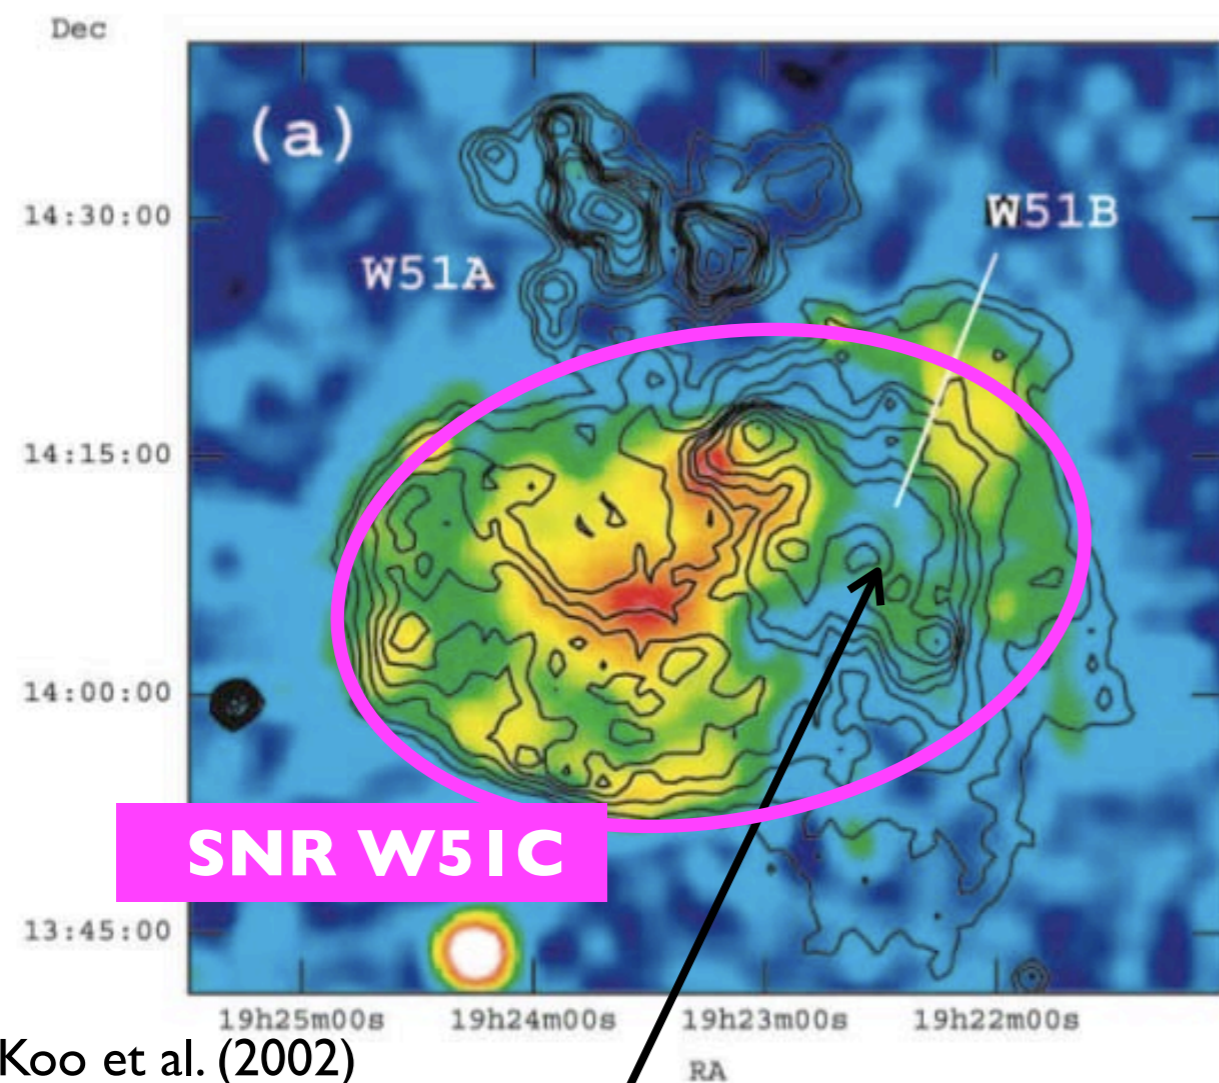 Dec
(a)
14:30:00
W51B
W51A
14:15:00
14:00:00
SNR W51C
13:45:00
19h25m00s 19h24m00s 19h23m00s 19h22m00s
Koo et al. (2002)
RA